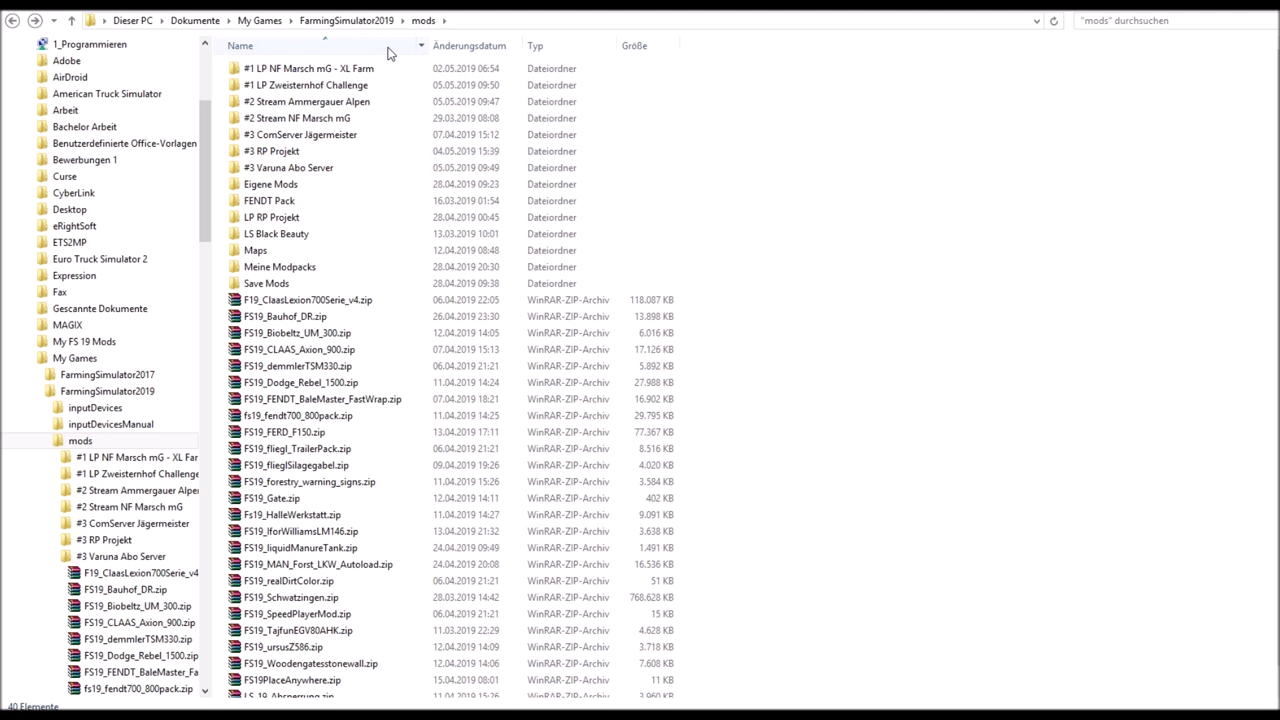 Dieser PC › Dokumente › My Games › FarmingSimulator2019 › mods ›
"mods" durchsuchen
1_Programmieren
Adobe
AirDroid
American Truck Simulator
Arbeit
Bachelor Arbeit
Benutzerdefinierte Office-Vorlagen
Bewerbungen 1
Curse
CyberLink
Desktop
eRightSoft
ETS2MP
Euro Truck Simulator 2
Expression
Fax
Gescannte Dokumente
MAGIX
My FS 19 Mods
My Games
FarmingSimulator2017
FarmingSimulator2019
inputDevices
inputDevicesManual
mods
#1 LP NF Marsch mG - XL Far
#1 LP Zweisternhof Challenge
#2 Stream Ammergauer Alpe
#2 Stream NF Marsch mG
#3 ComServer Jägermeister
#3 RP Projekt
#3 Varuna Abo Server
F19_ClaasLexion700Serie_v4
FS19_Bauhof_DR.zip
FS19_Biobeltz_UM_300.zip
FS19_CLAAS_Axion_900.zip
FS19_demmlerTSM330.zip
FS19_Dodge_Rebel_1500.zip
FS19_FENDT_BaleMaster_Fa
fs19_fendt700_800pack.zip
Name Änderungsdatum Typ Größe
#1 LP NF Marsch mG - XL Farm 02.05.2019 06:54 Dateiordner
#1 LP Zweisternhof Challenge 05.05.2019 09:50 Dateiordner
#2 Stream Ammergauer Alpen 05.05.2019 09:47 Dateiordner
#2 Stream NF Marsch mG 29.03.2019 08:08 Dateiordner
#3 ComServer Jägermeister 07.04.2019 15:12 Dateiordner
#3 RP Projekt 04.05.2019 15:39 Dateiordner
#3 Varuna Abo Server 05.05.2019 09:49 Dateiordner
Eigene Mods 28.04.2019 09:23 Dateiordner
FENDT Pack 16.03.2019 01:54 Dateiordner
LP RP Projekt 28.04.2019 00:45 Dateiordner
LS Black Beauty 13.03.2019 10:01 Dateiordner
Maps 12.04.2019 08:48 Dateiordner
Meine Modpacks 28.04.2019 20:30 Dateiordner
Save Mods 28.04.2019 09:38 Dateiordner
F19_ClaasLexion700Serie_v4.zip 06.04.2019 22:05 WinRAR-ZIP-Archiv 118.087 KB
FS19_Bauhof_DR.zip 26.04.2019 23:30 WinRAR-ZIP-Archiv 13.898 KB
FS19_Biobeltz_UM_300.zip 12.04.2019 14:05 WinRAR-ZIP-Archiv 6.016 KB
FS19_CLAAS_Axion_900.zip 07.04.2019 15:13 WinRAR-ZIP-Archiv 17.126 KB
FS19_demmlerTSM330.zip 06.04.2019 21:21 WinRAR-ZIP-Archiv 5.892 KB
FS19_Dodge_Rebel_1500.zip 11.04.2019 14:24 WinRAR-ZIP-Archiv 27.988 KB
FS19_FENDT_BaleMaster_FastWrap.zip 07.04.2019 18:21 WinRAR-ZIP-Archiv 16.902 KB
fs19_fendt700_800pack.zip 11.04.2019 14:25 WinRAR-ZIP-Archiv 29.795 KB
FS19_FERD_F150.zip 13.04.2019 17:11 WinRAR-ZIP-Archiv 77.367 KB
FS19_fliegl_TrailerPack.zip 06.04.2019 21:21 WinRAR-ZIP-Archiv 8.516 KB
FS19_flieglSilagegabel.zip 09.04.2019 19:26 WinRAR-ZIP-Archiv 4.020 KB
FS19_forestry_warning_signs.zip 11.04.2019 15:26 WinRAR-ZIP-Archiv 3.584 KB
FS19_Gate.zip 12.04.2019 14:11 WinRAR-ZIP-Archiv 402 KB
Fs19_HalleWerkstatt.zip 11.04.2019 14:27 WinRAR-ZIP-Archiv 9.091 KB
FS19_IforWilliamsLM146.zip 13.04.2019 21:32 WinRAR-ZIP-Archiv 3.638 KB
FS19_liquidManureTank.zip 24.04.2019 09:49 WinRAR-ZIP-Archiv 1.491 KB
FS19_MAN_Forst_LKW_Autoload.zip 24.04.2019 20:08 WinRAR-ZIP-Archiv 16.536 KB
FS19_realDirtColor.zip 06.04.2019 21:21 WinRAR-ZIP-Archiv 51 KB
FS19_Schwatzingen.zip 28.03.2019 14:42 WinRAR-ZIP-Archiv 768.628 KB
FS19_SpeedPlayerMod.zip 06.04.2019 21:21 WinRAR-ZIP-Archiv 15 KB
FS19_TajfunEGV80AHK.zip 11.03.2019 22:29 WinRAR-ZIP-Archiv 4.628 KB
FS19_ursusZ586.zip 12.04.2019 14:09 WinRAR-ZIP-Archiv 3.718 KB
FS19_Woodengatesstonewall.zip 12.04.2019 14:06 WinRAR-ZIP-Archiv 7.608 KB
FS19PlaceAnywhere.zip 15.04.2019 08:01 WinRAR-ZIP-Archiv 11 KB
LS_19_Absperrung.zip 11.04.2019 15:26 WinRAR-ZIP-Archiv 3.960 KB
40 Elemente